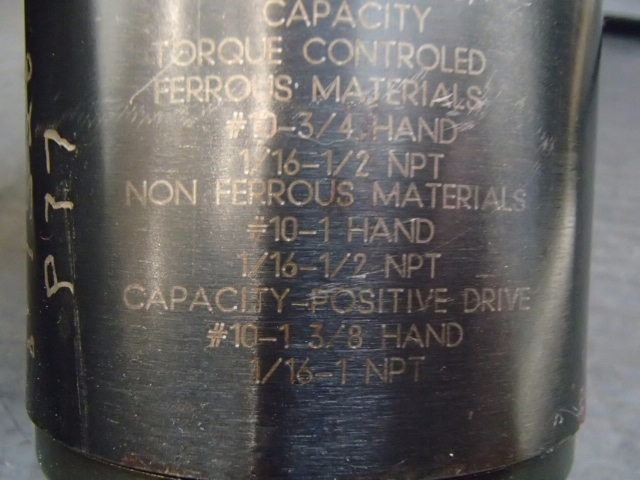 CAPACITY
TORQUE CONTROLED
FERROUS MATERIALS
#10-3/4 HAND
1/16-1/2 NPT
NON FERROUS MATERIALS
#10-1 HAND
1/16-1/2 NPT
CAPACITY-POSITIVE DRIVE
#10-1 3/8 HAND
1/16-1 NPT
P77